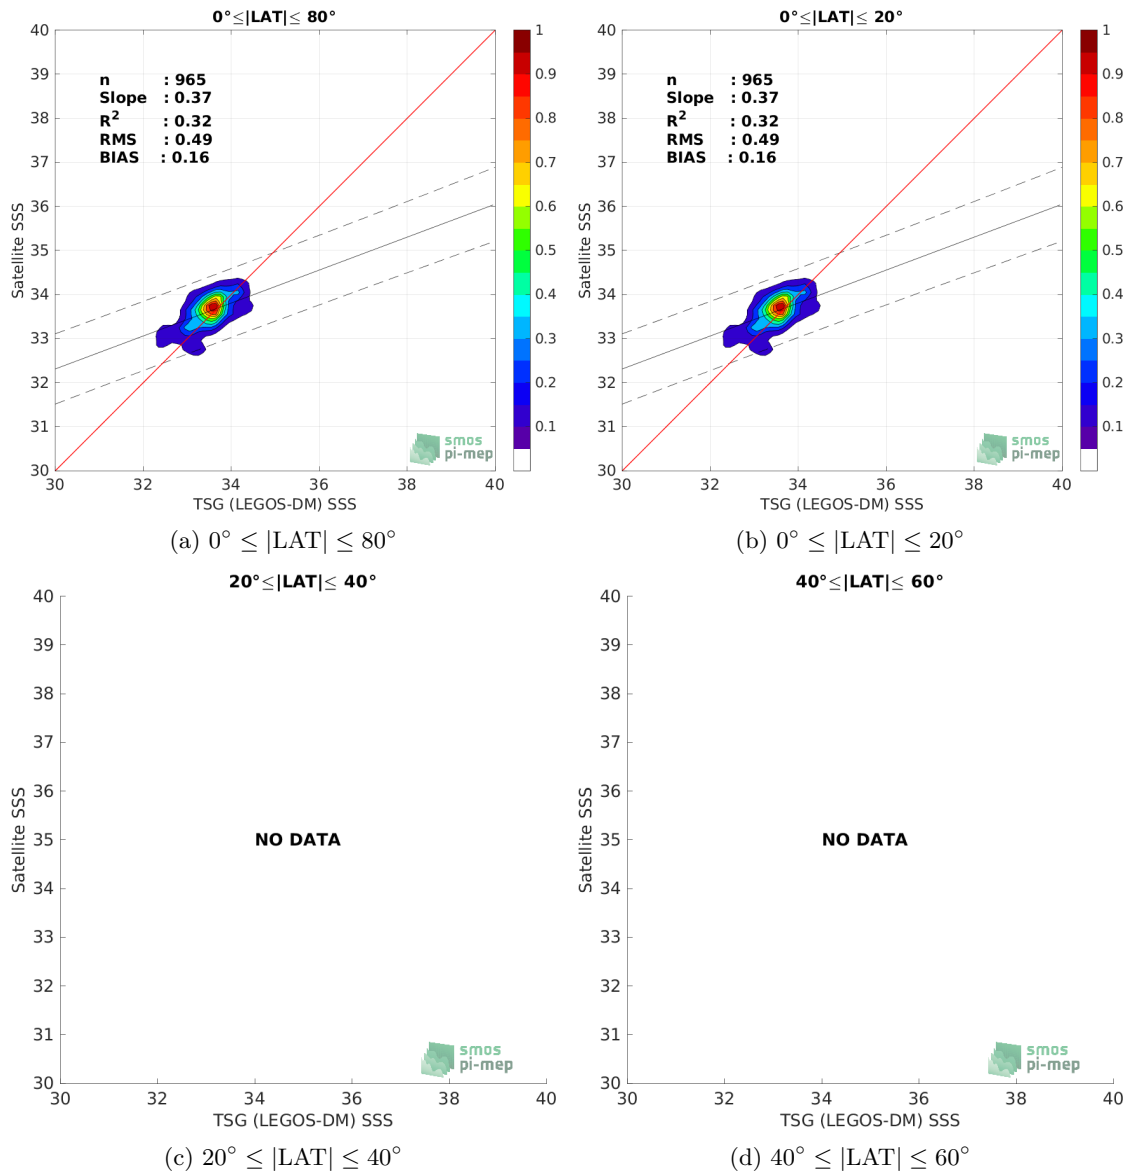 0°≤|LAT|≤ 80°
40
39
38
37
36
35
34
33
32
31
30
Satellite SSS
n : 965
Slope : 0.37
R2 : 0.32
RMS : 0.49
BIAS : 0.16
smos
pi-mep
30 32 34 36 38 40
TSG (LEGOS-DM) SSS
1
0.9
0.8
0.7
0.6
0.5
0.4
0.3
0.2
0.1
(a) 0° ≤ |LAT| ≤ 80°
0°≤|LAT|≤ 20°
40
39
38
37
36
35
34
33
32
31
30
Satellite SSS
n : 965
Slope : 0.37
R2 : 0.32
RMS : 0.49
BIAS : 0.16
smos
pi-mep
30 32 34 36 38 40
TSG (LEGOS-DM) SSS
1
0.9
0.8
0.7
0.6
0.5
0.4
0.3
0.2
0.1
(b) 0° ≤ |LAT| ≤ 20°
20°≤|LAT|≤ 40°
40
39
38
37
36
35
34
33
32
31
30
Satellite SSS
NO DATA
smos
pi-mep
30 32 34 36 38 40
TSG (LEGOS-DM) SSS
(c) 20° ≤ |LAT| ≤ 40°
40°≤|LAT|≤ 60°
40
39
38
37
36
35
34
33
32
31
30
Satellite SSS
NO DATA
smos
pi-mep
30 32 34 36 38 40
TSG (LEGOS-DM) SSS
(d) 40° ≤ |LAT| ≤ 60°